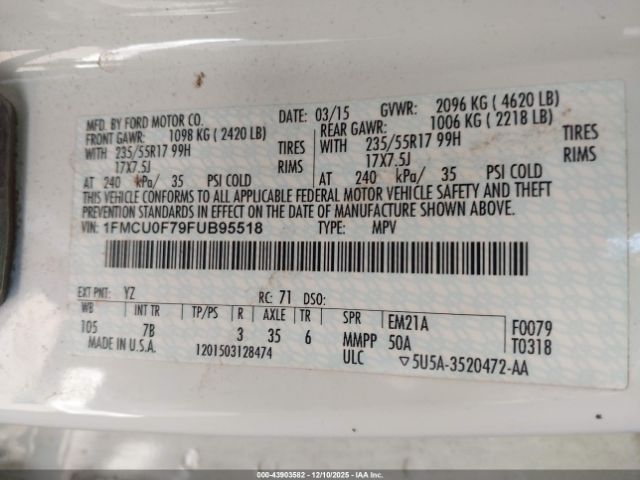 MFD. BY FORD MOTOR CO.
DATE: 03/15 GVWR: 2096 KG ( 4620 LB)
FRONT GAWR: 1098 KG ( 2420 LB) REAR GAWR: 1006 KG ( 2218 LB)
WITH 235/55R17 99H TIRES WITH 235/55R17 99H TIRES
17X7.5J RIMS 17X7.5J RIMS
AT 240 kPa/ 35 PSI COLD AT 240 kPa/ 35 PSI COLD
THIS VEHICLE CONFORMS TO ALL APPLICABLE FEDERAL MOTOR VEHICLE SAFETY AND THEFT
PREVENTION STANDARDS IN EFFECT ON THE DATE OF MANUFACTURE SHOWN ABOVE.
VIN: 1FMCU0F79FUB95518 TYPE: MPV
EXT PNT: YZ RC: 71 DSO:
WB INT TR TP/PS R AXLE TR SPR EM21A F0079
105 7B 3 35 6 MMPP 50A T0318
MADE IN U.S.A. 1201503128474 ULC ▽5U5A-3520472-AA
000-43903582 - 12/10/2025 - IAAI.CA